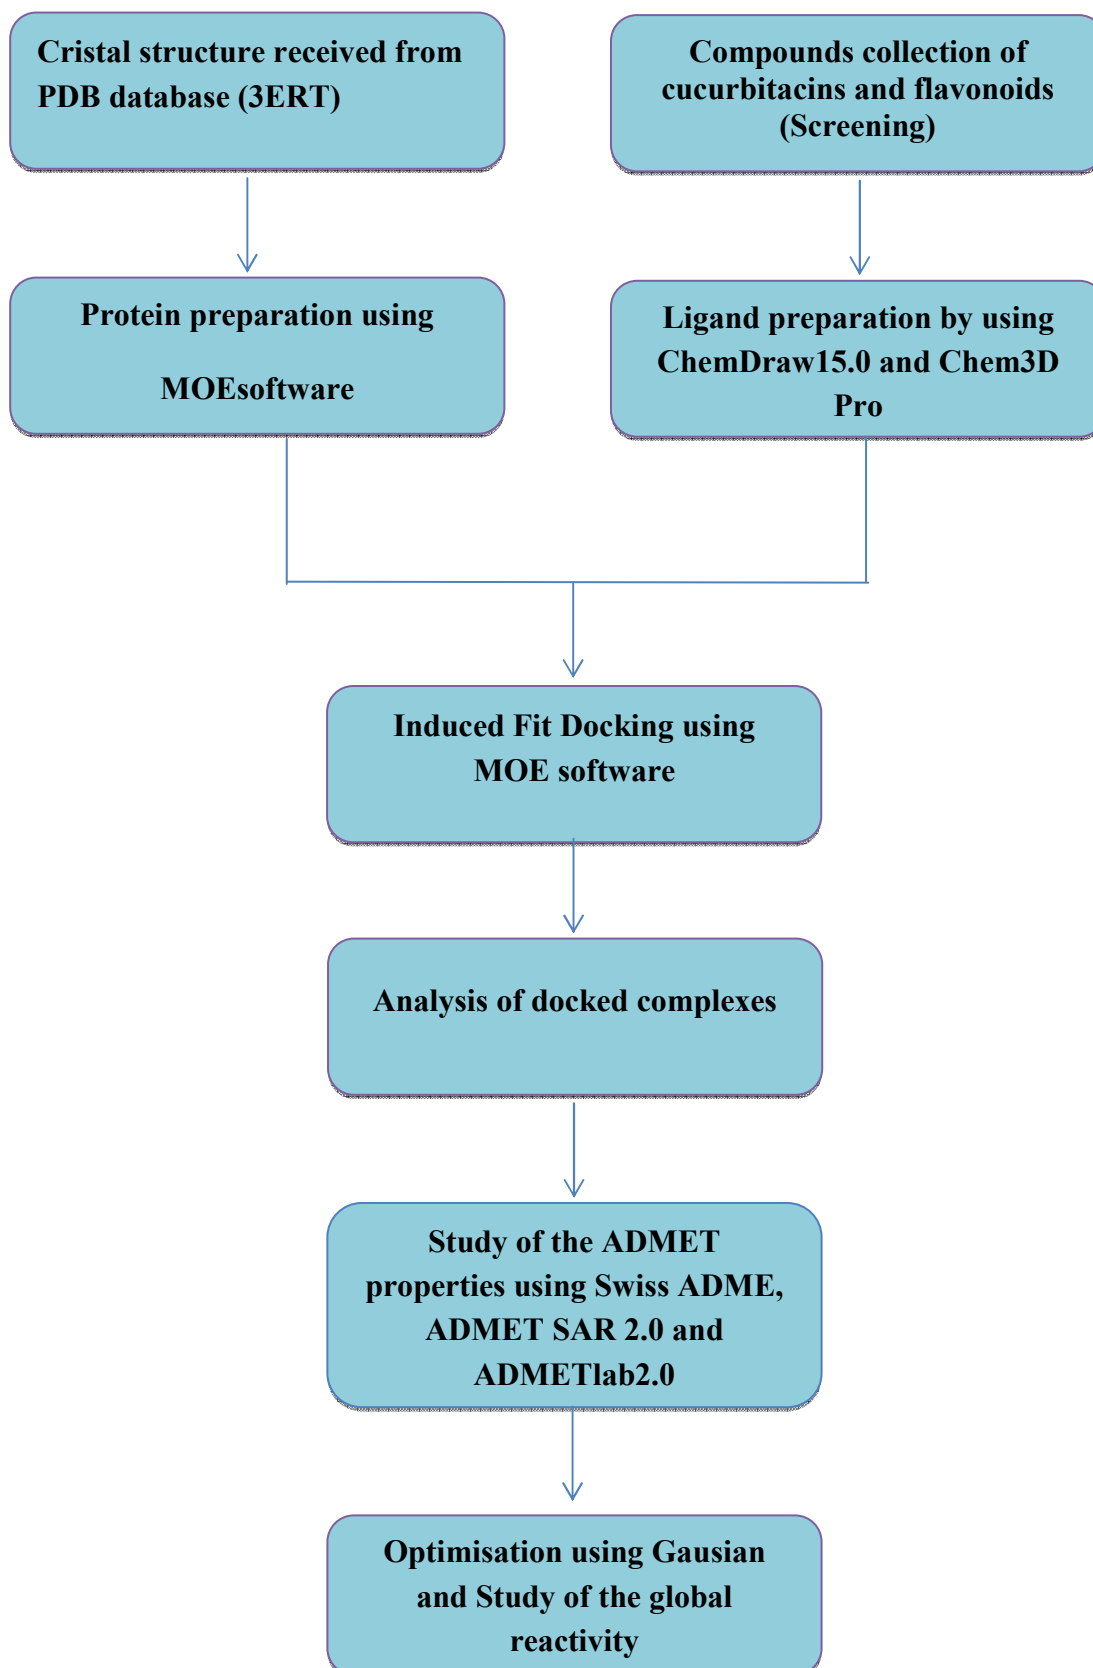 Cristal structure received from
PDB database (3ERT)
Compounds collection of
cucurbitacins and flavonoids
(Screening)
Protein preparation using
MOEsoftware
Ligand preparation by using
ChemDraw15.0 and Chem3D
Pro
Induced Fit Docking using
MOE software
Analysis of docked complexes
Study of the ADMET
properties using Swiss ADME,
ADMET SAR 2.0 and
ADMETlab2.0
Optimisation using Gausian
and Study of the global
reactivity